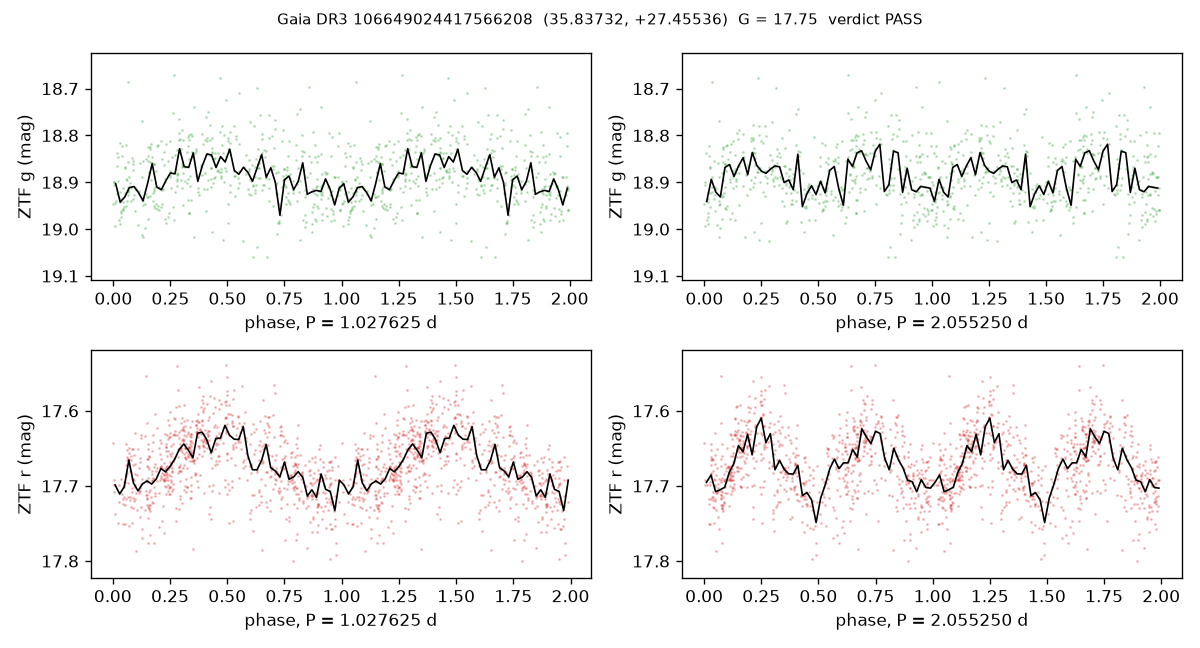 Gaia DR3 106649024417566208  (35.83732, +27.45536)  G = 17.75  verdict PASS
ZTF g (mag)
18.7
18.8
18.9
19.0
19.1
0.00 0.25 0.50 0.75 1.00 1.25 1.50 1.75 2.00
phase, P = 1.027625 d
ZTF g (mag)
18.7
18.8
18.9
19.0
19.1
0.00 0.25 0.50 0.75 1.00 1.25 1.50 1.75 2.00
phase, P = 2.055250 d
ZTF r (mag)
17.6
17.7
17.8
0.00 0.25 0.50 0.75 1.00 1.25 1.50 1.75 2.00
phase, P = 1.027625 d
ZTF r (mag)
17.6
17.7
17.8
0.00 0.25 0.50 0.75 1.00 1.25 1.50 1.75 2.00
phase, P = 2.055250 d